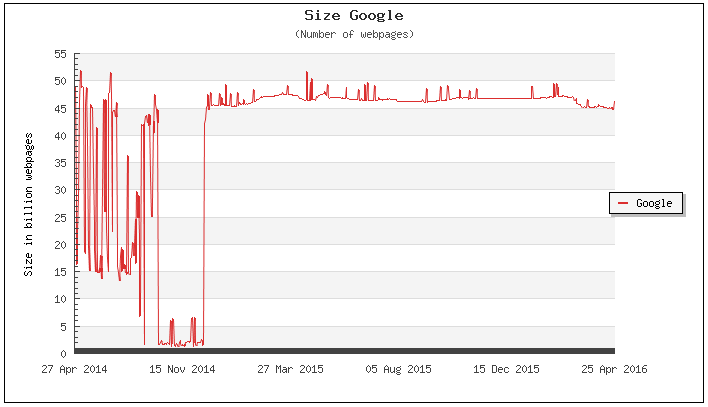 Size Google
(Number of webpages)
55
50
45
40
35
30
25
20
15
10
5
0
Size in billion webpages
Google
27 Apr 2014
15 Nov 2014
27 Mar 2015
05 Aug 2015
15 Dec 2015
25 Apr 2016